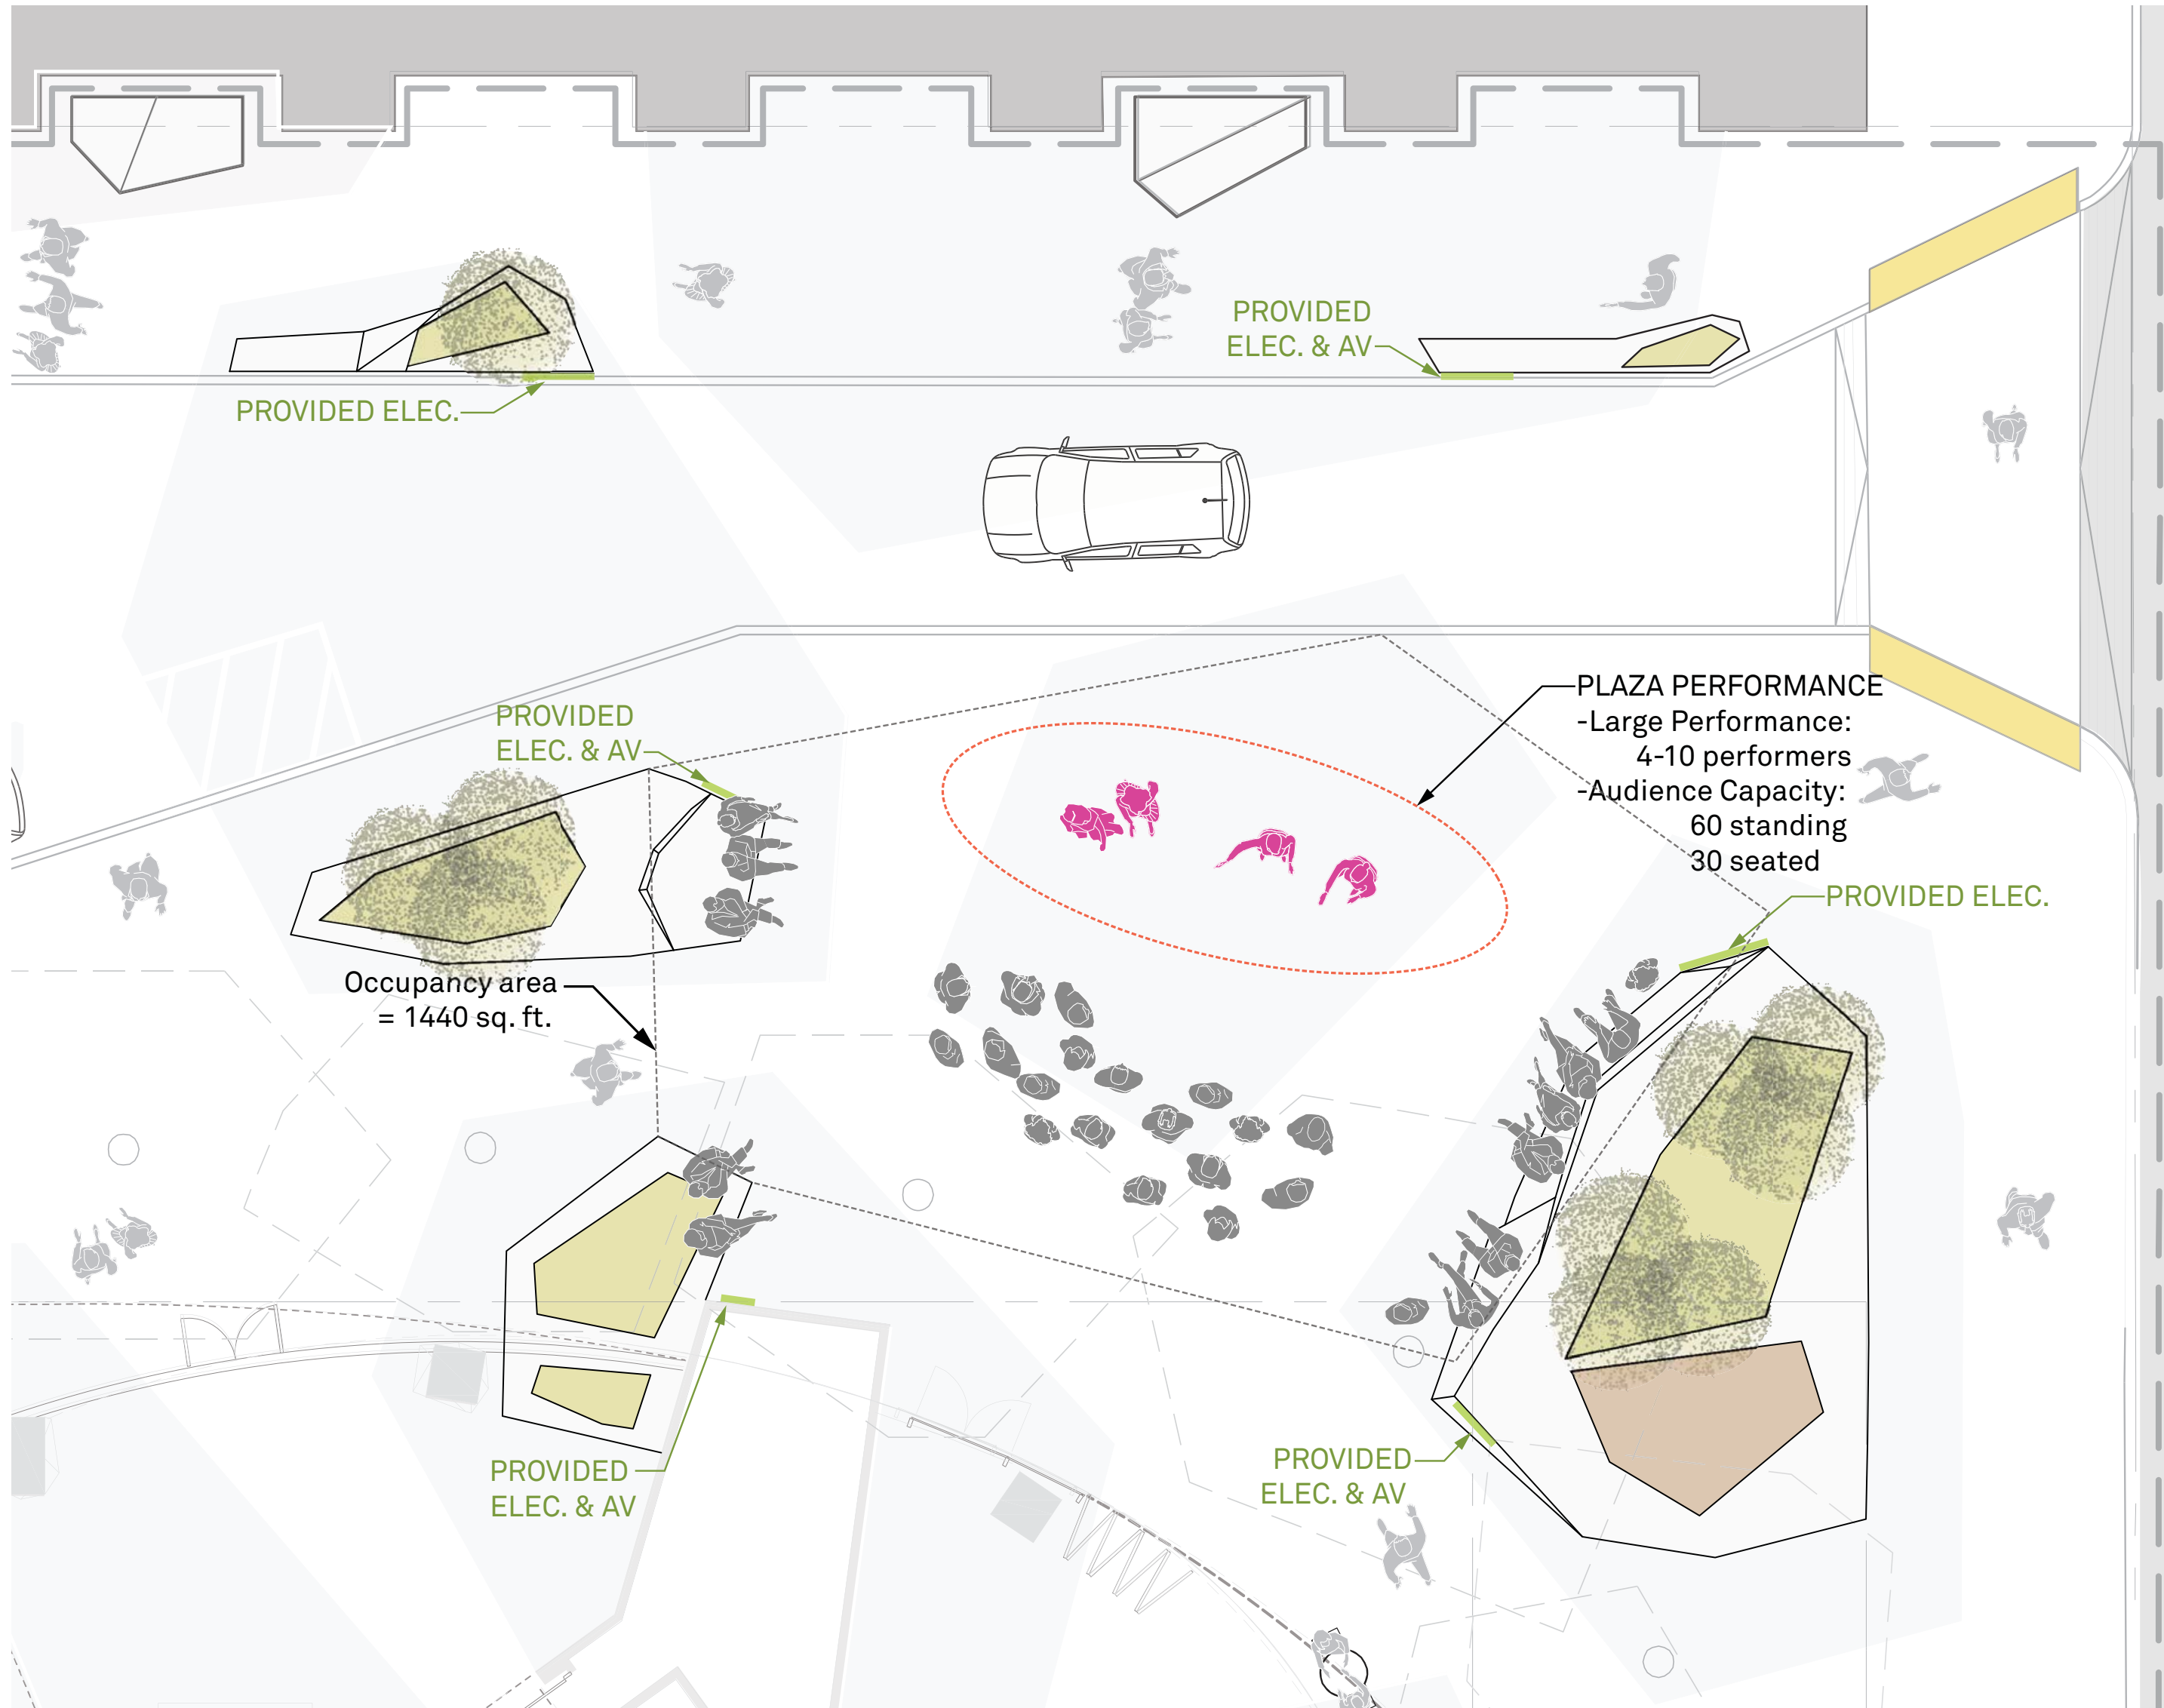 PROVIDED
ELEC. & AV
PROVIDED ELEC.
PLAZA PERFORMANCE
-Large Performance:
4-10 performers
-Audience Capacity:
60 standing
30 seated
PROVIDED
ELEC. & AV
PROVIDED ELEC.
Occupancy area
= 1440 sq. ft.
PROVIDED
ELEC. & AV
PROVIDED
ELEC. & AV